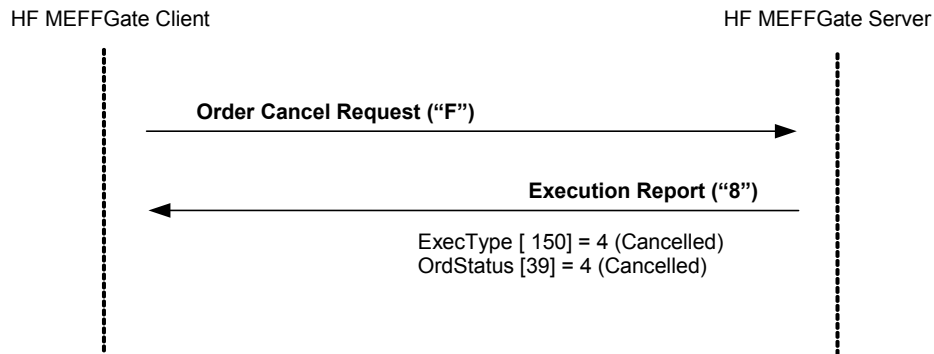 HF MEFFGate Client
HF MEFFGate Server
Order Cancel Request (“F”)
Execution Report (“8”)
ExecType [ 150] = 4 (Cancelled)
OrdStatus [39] = 4 (Cancelled)